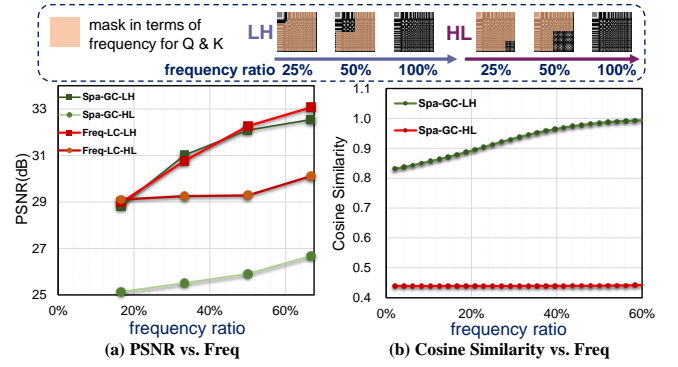 mask in terms of
frequency for Q & K
LH
HL
frequency ratio 25% 50% 100% 25% 50% 100%
Spa-GC-LH
Spa-GC-HL
Freq-LC-LH
Freq-LC-HL
PSNR(dB)
33
31
29
27
25
0% 20% 40% 60%
frequency ratio
(a) PSNR vs. Freq
Spa-GC-LH
Spa-GC-HL
Cosine Similarity
1.1
1.0
0.9
0.8
0.7
0.6
0.5
0.4
0% 20% 40% 60%
frequency ratio
(b) Cosine Similarity vs. Freq